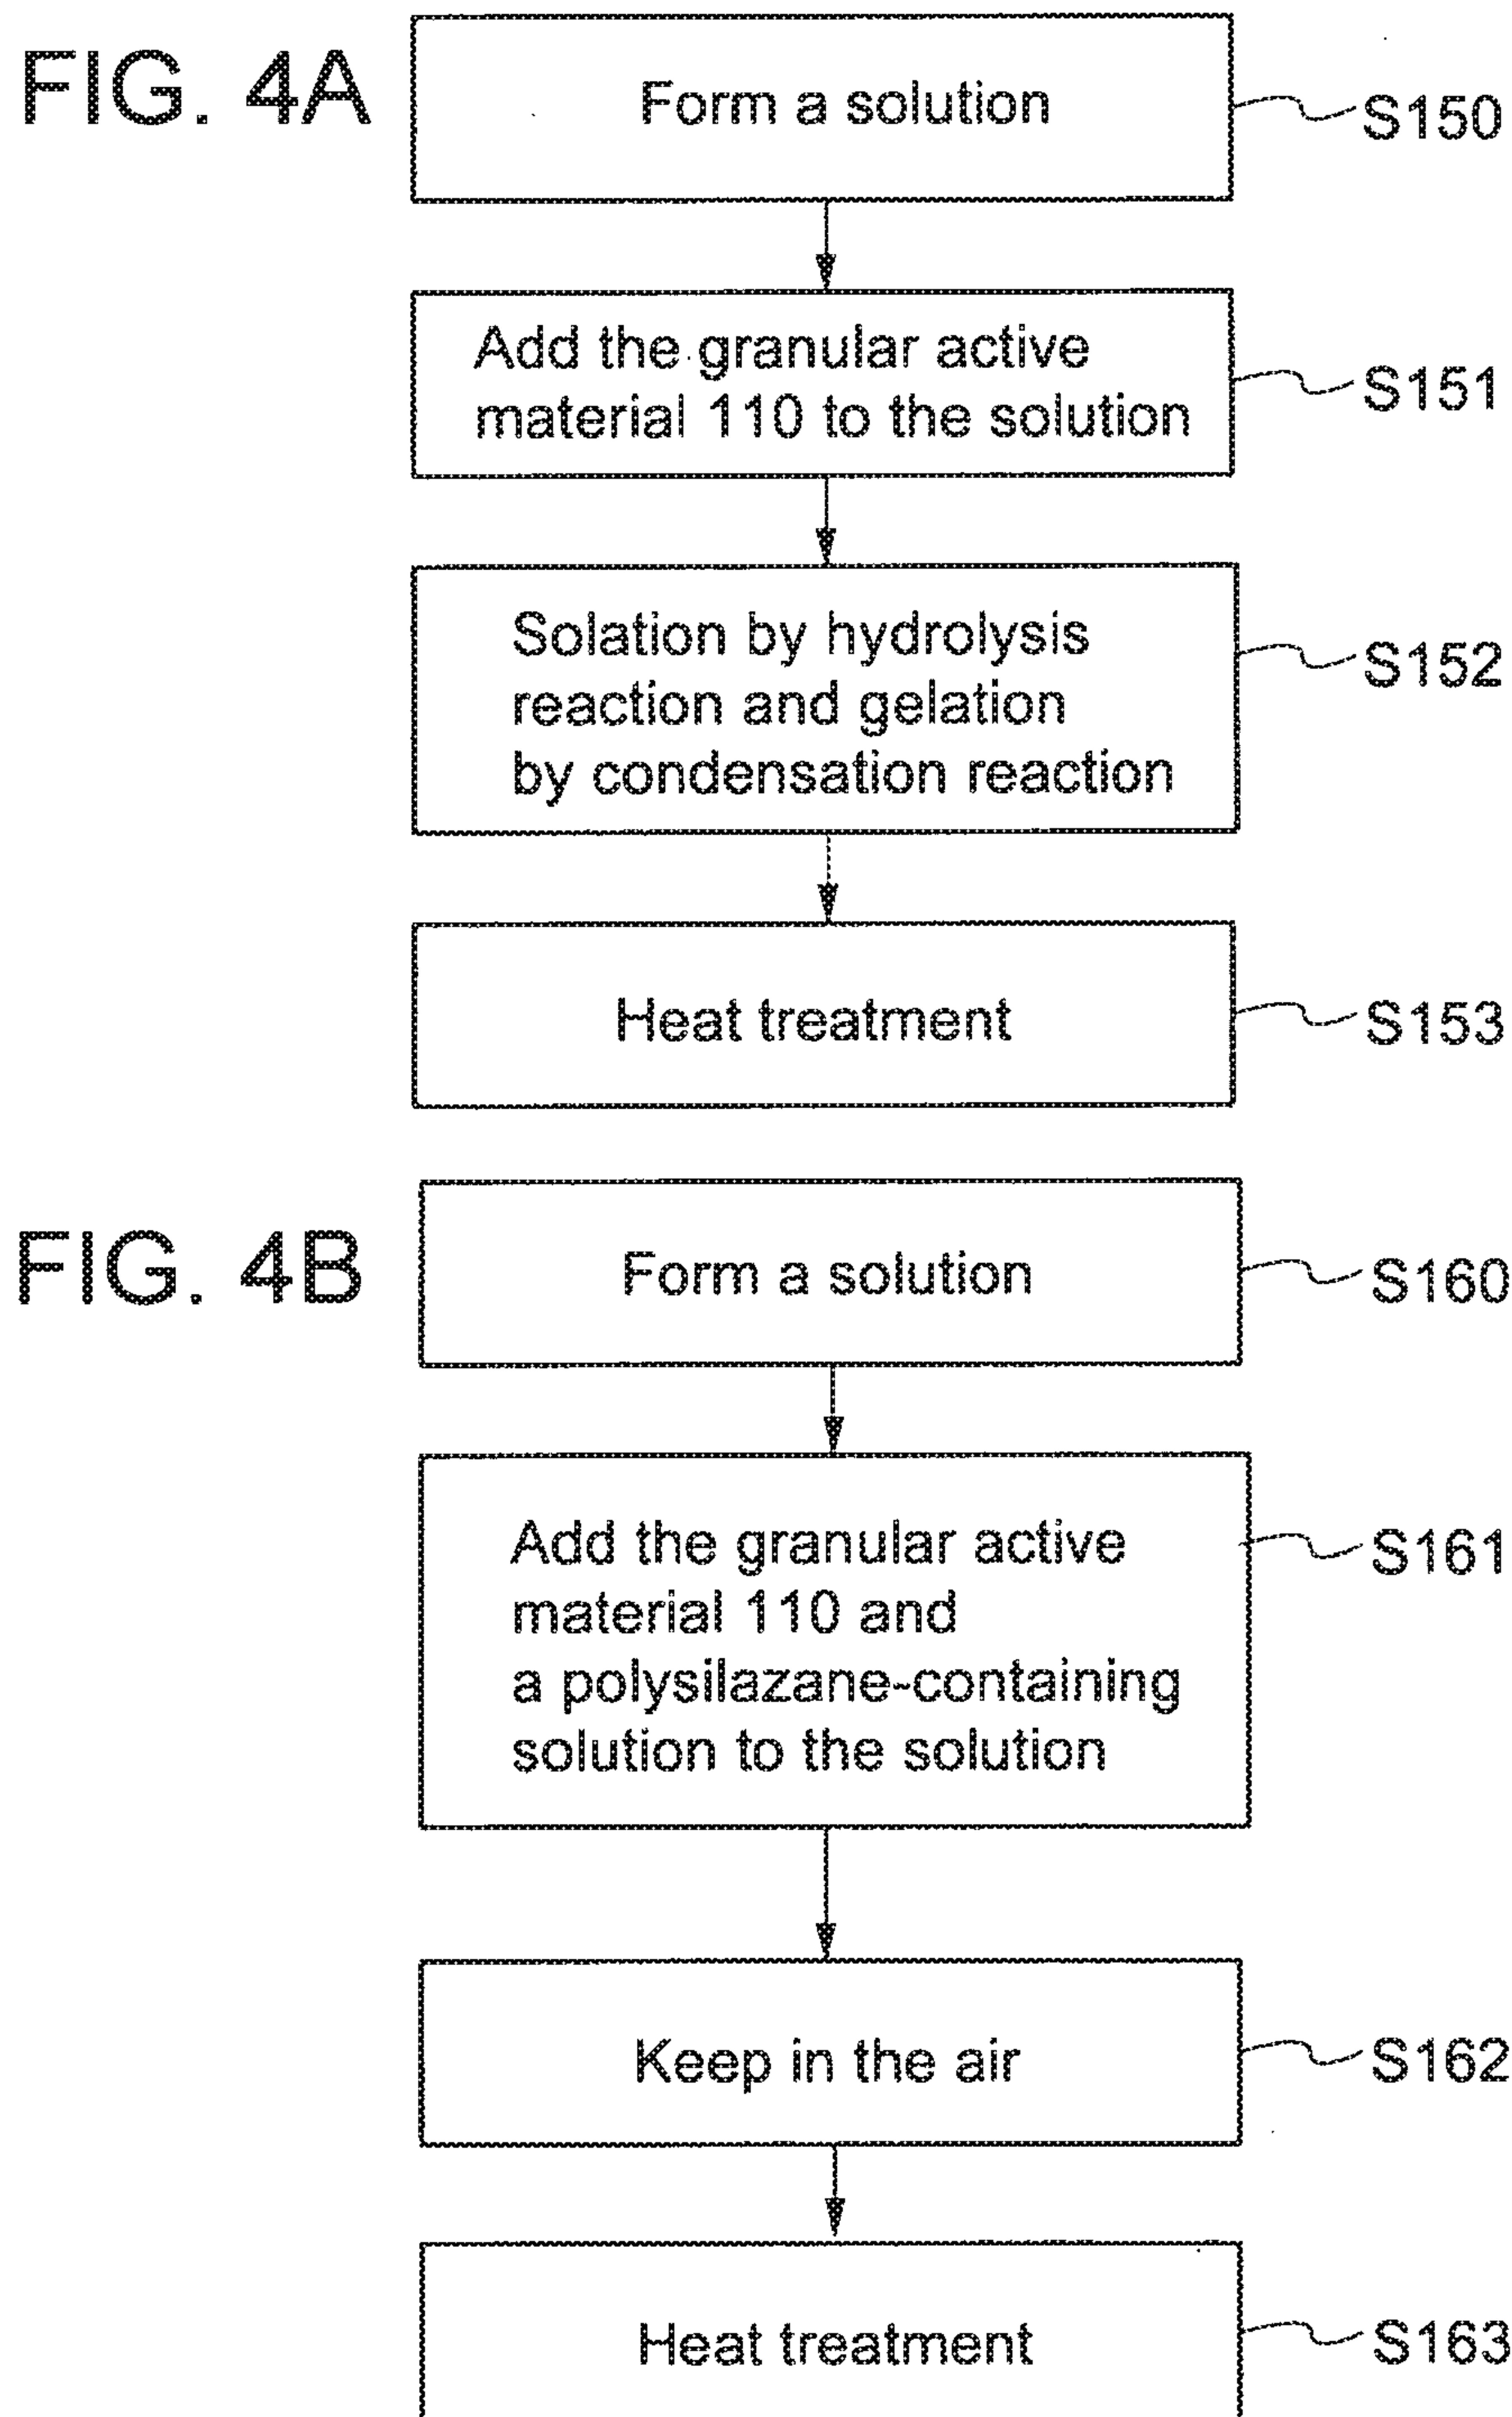 FIG. 4A
Form a solution
S150
Add the granular active
material 110 to the solution
S151
Solation by hydrolysis
reaction and gelation
by condensation reaction
S152
Heat treatment
S153
FIG. 4B
Form a solution
S160
Add the granular active
material 110 and
a polysilazane-containing
solution to the solution
S161
Keep in the air
S162
Heat treatment
S163